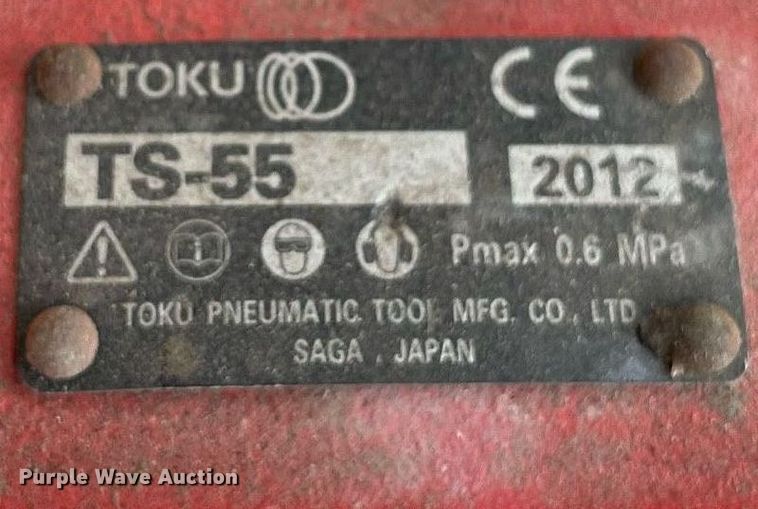 TOKU CE
TS-55 2012
Pmax 0.6 MPa
TOKU PNEUMATIC TOOL MFG. CO., LTD
SAGA, JAPAN
Purple Wave Auction